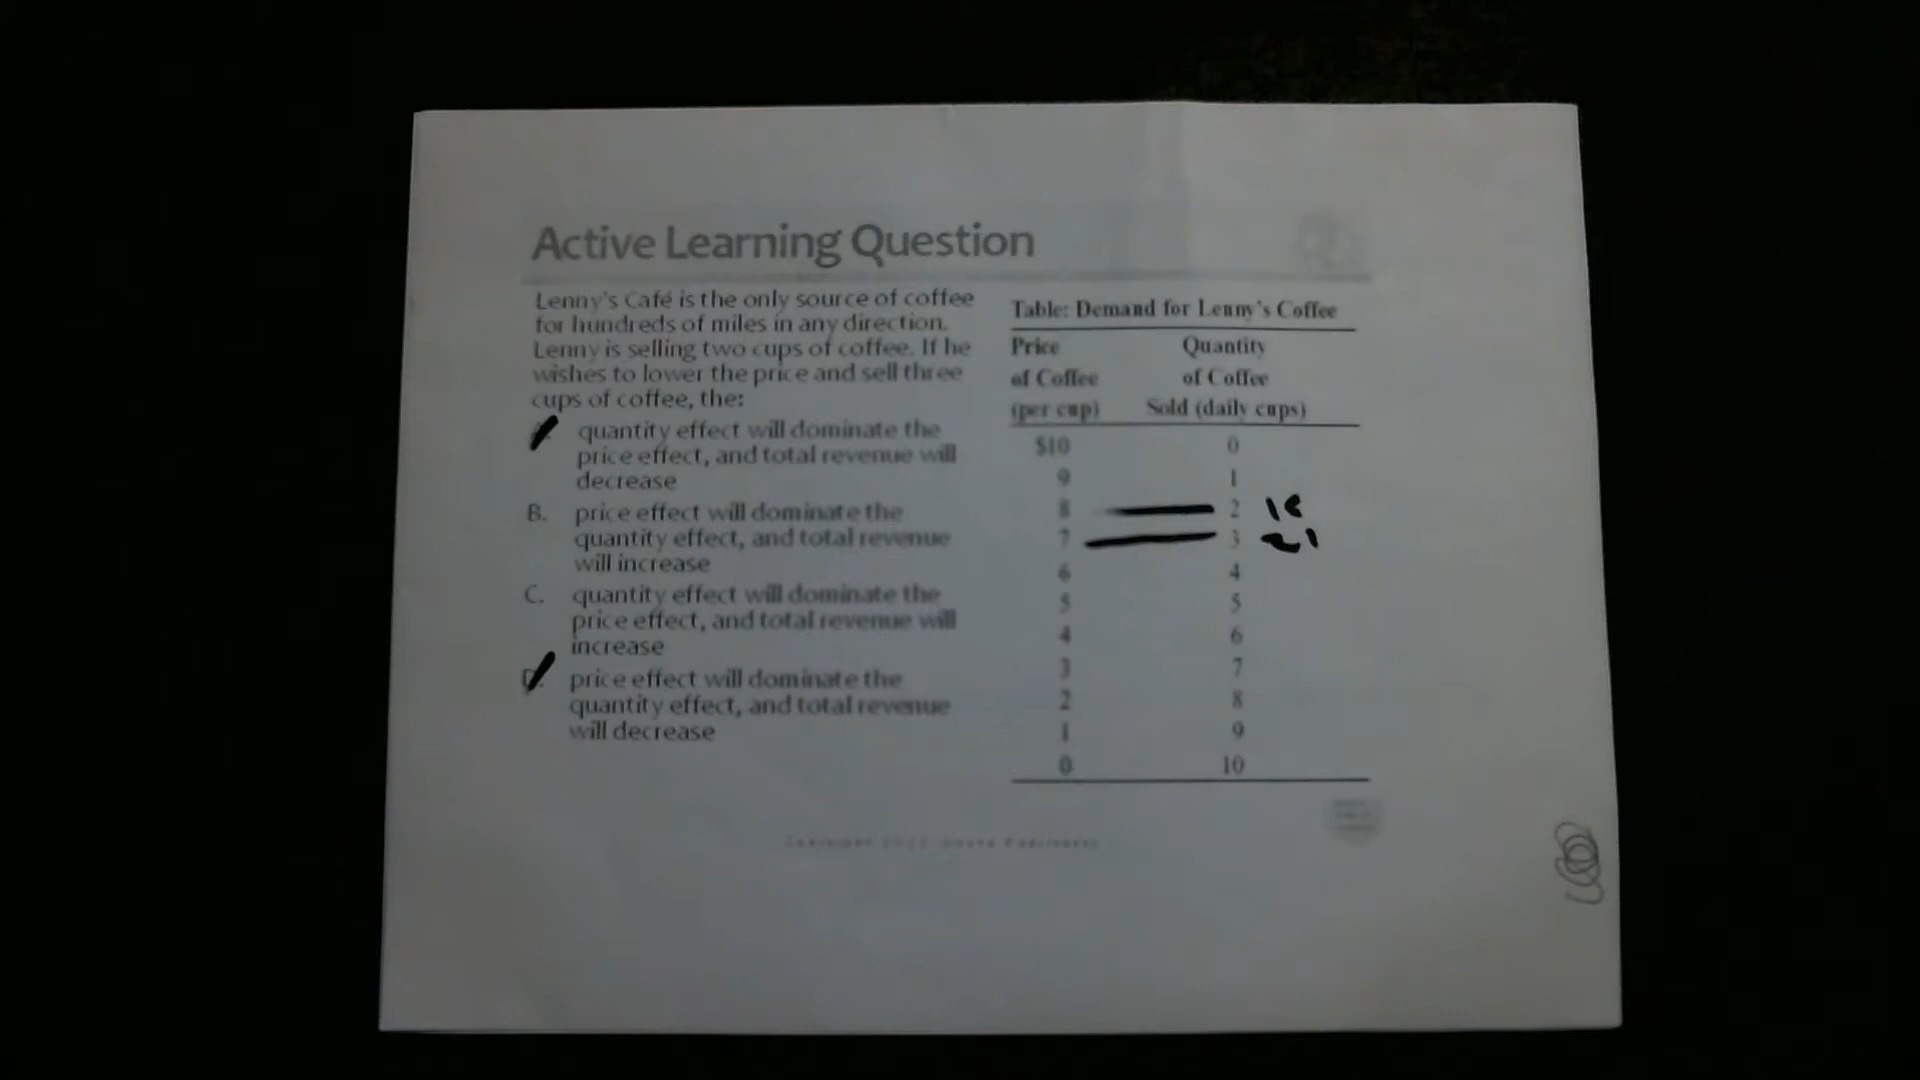 Active Learning Question
Lenny's Café is the only source of coffee
for hundreds of miles in any direction.
Lenny is selling two cups of coffee. If he
wishes to lower the price and sell three
cups of coffee, the:
quantity effect will dominate the
price effect, and total revenue will
decrease
B. price effect will dominate the
quantity effect, and total revenue
will increase
C. quantity effect will dominate the
price effect, and total revenue will
increase
D. price effect will dominate the
quantity effect, and total revenue
will decrease
Table: Demand for Lenny's Coffee
Price Quantity
of Coffee of Coffee
(per cup) Sold (daily cups)
$10 0
9 1
8 2
7 3 21
6 4
5 5
4 6
3 7
2 8
1 9
0 10